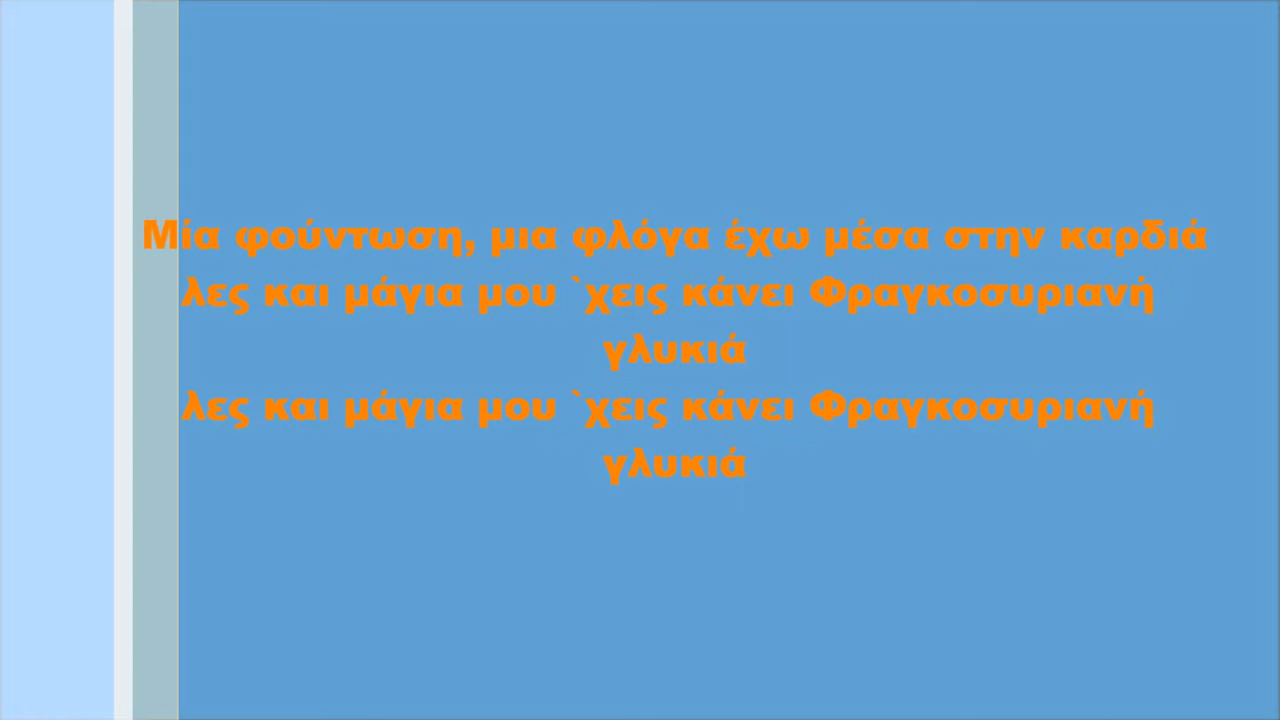 Μία φούντωση, μια φλόγα έχω μέσα στην καρδιά
λες και μάγια μου `χεις κάνει Φραγκοσυριανή
γλυκιά
λες και μάγια μου `χεις κάνει Φραγκοσυριανή
γλυκιά